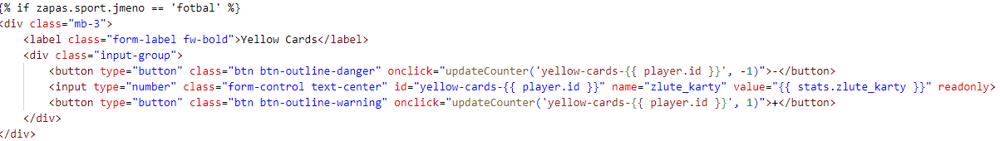 {% if zapas.sport.jmeno == 'fotbal' %}
<div class="mb-3">
    <label class="form-label fw-bold">Yellow Cards</label>
    <div class="input-group">
        <button type="button" class="btn btn-outline-danger" onclick="updateCounter('yellow-cards-{{ player.id }}', -1)">-</button>
        <input type="number" class="form-control text-center" id="yellow-cards-{{ player.id }}" name="zlute_karty" value="{{ stats.zlute_karty }}" readonly>
        <button type="button" class="btn btn-outline-warning" onclick="updateCounter('yellow-cards-{{ player.id }}', 1)">+</button>
    </div>
</div>